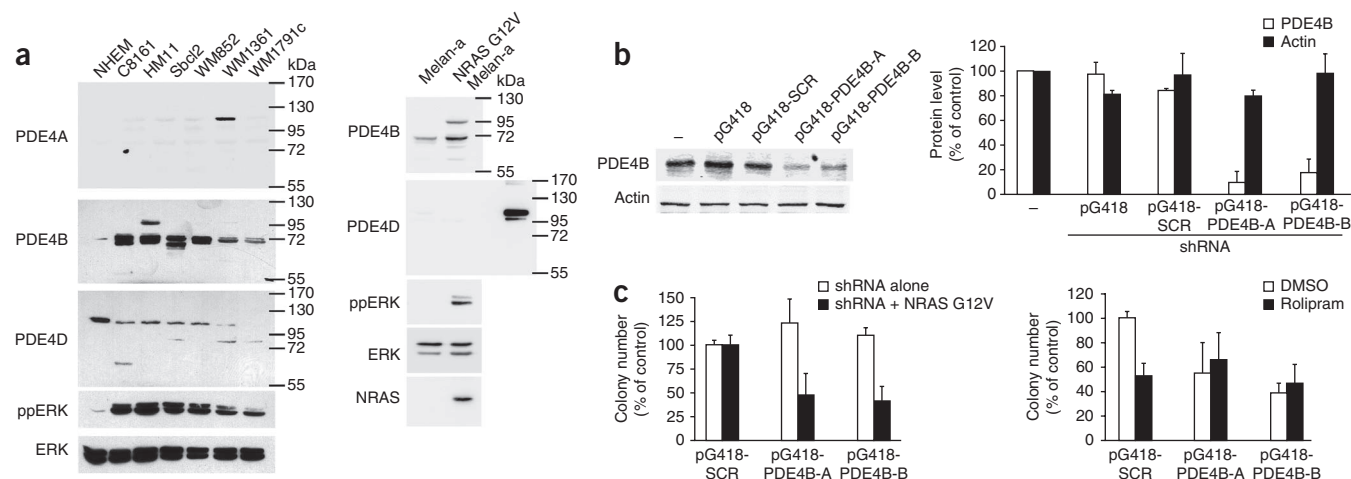 a
NHEM
C8161
HM11
Sbcl2
WM852
WM1361
WM1791c
kDa
170
130
PDE4A
95
72
55
130
95
PDE4B
72
55
170
130
PDE4D
95
72
55
ppERK
ERK
Melan-a
NRAS G12V
Melan-a
kDa
130
PDE4B
95
72
55
170
130
PDE4D
95
72
55
ppERK
ERK
NRAS
b
–
pG418
pG418-SCR
pG418-PDE4B-A
pG418-PDE4B-B
PDE4B
Actin
PDE4B
Actin
Protein level
(% of control)
120
100
80
60
40
20
0
–
pG418
pG418-
SCR
pG418-
PDE4B-A
pG418-
PDE4B-B
shRNA
c
shRNA alone
shRNA + NRAS G12V
Colony number
(% of control)
150
125
100
75
50
25
0
pG418-
SCR
pG418-
PDE4B-A
pG418-
PDE4B-B
DMSO
Rolipram
Colony number
(% of control)
120
100
80
60
40
20
0
pG418-
SCR
pG418-
PDE4B-A
pG418-
PDE4B-B